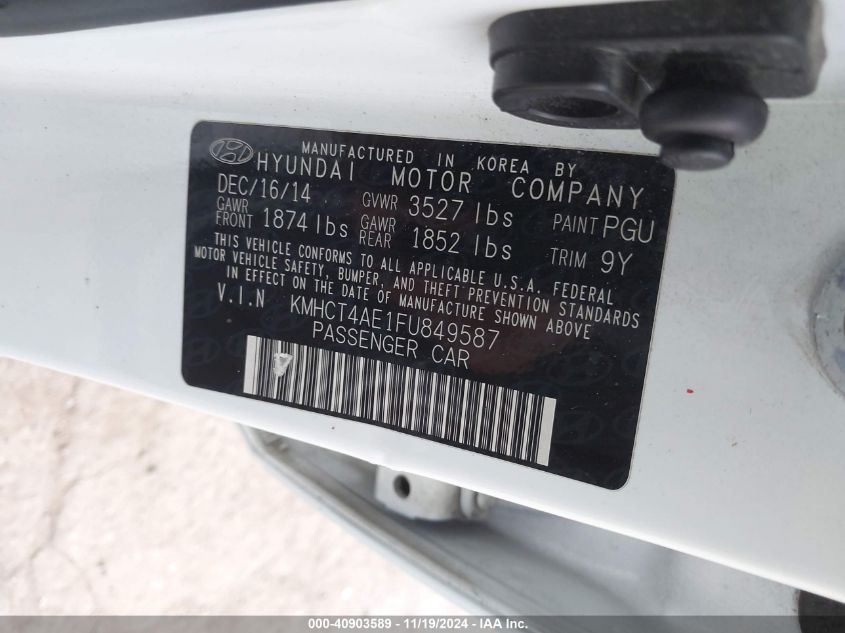 MANUFACTURED IN KOREA BY
HYUNDAI MOTOR COMPANY
DEC/16/14 GVWR 3527 lbs PAINT PGU
GAWR FRONT 1874 lbs GAWR REAR 1852 lbs TRIM 9Y
THIS VEHICLE CONFORMS TO ALL APPLICABLE U.S.A. FEDERAL
MOTOR VEHICLE SAFETY, BUMPER, AND THEFT PREVENTION STANDARDS
IN EFFECT ON THE DATE OF MANUFACTURE SHOWN ABOVE
V.I.N KMHCT4AE1FU849587
PASSENGER CAR
000-40903589 - 11/19/2024 - IAA Inc.